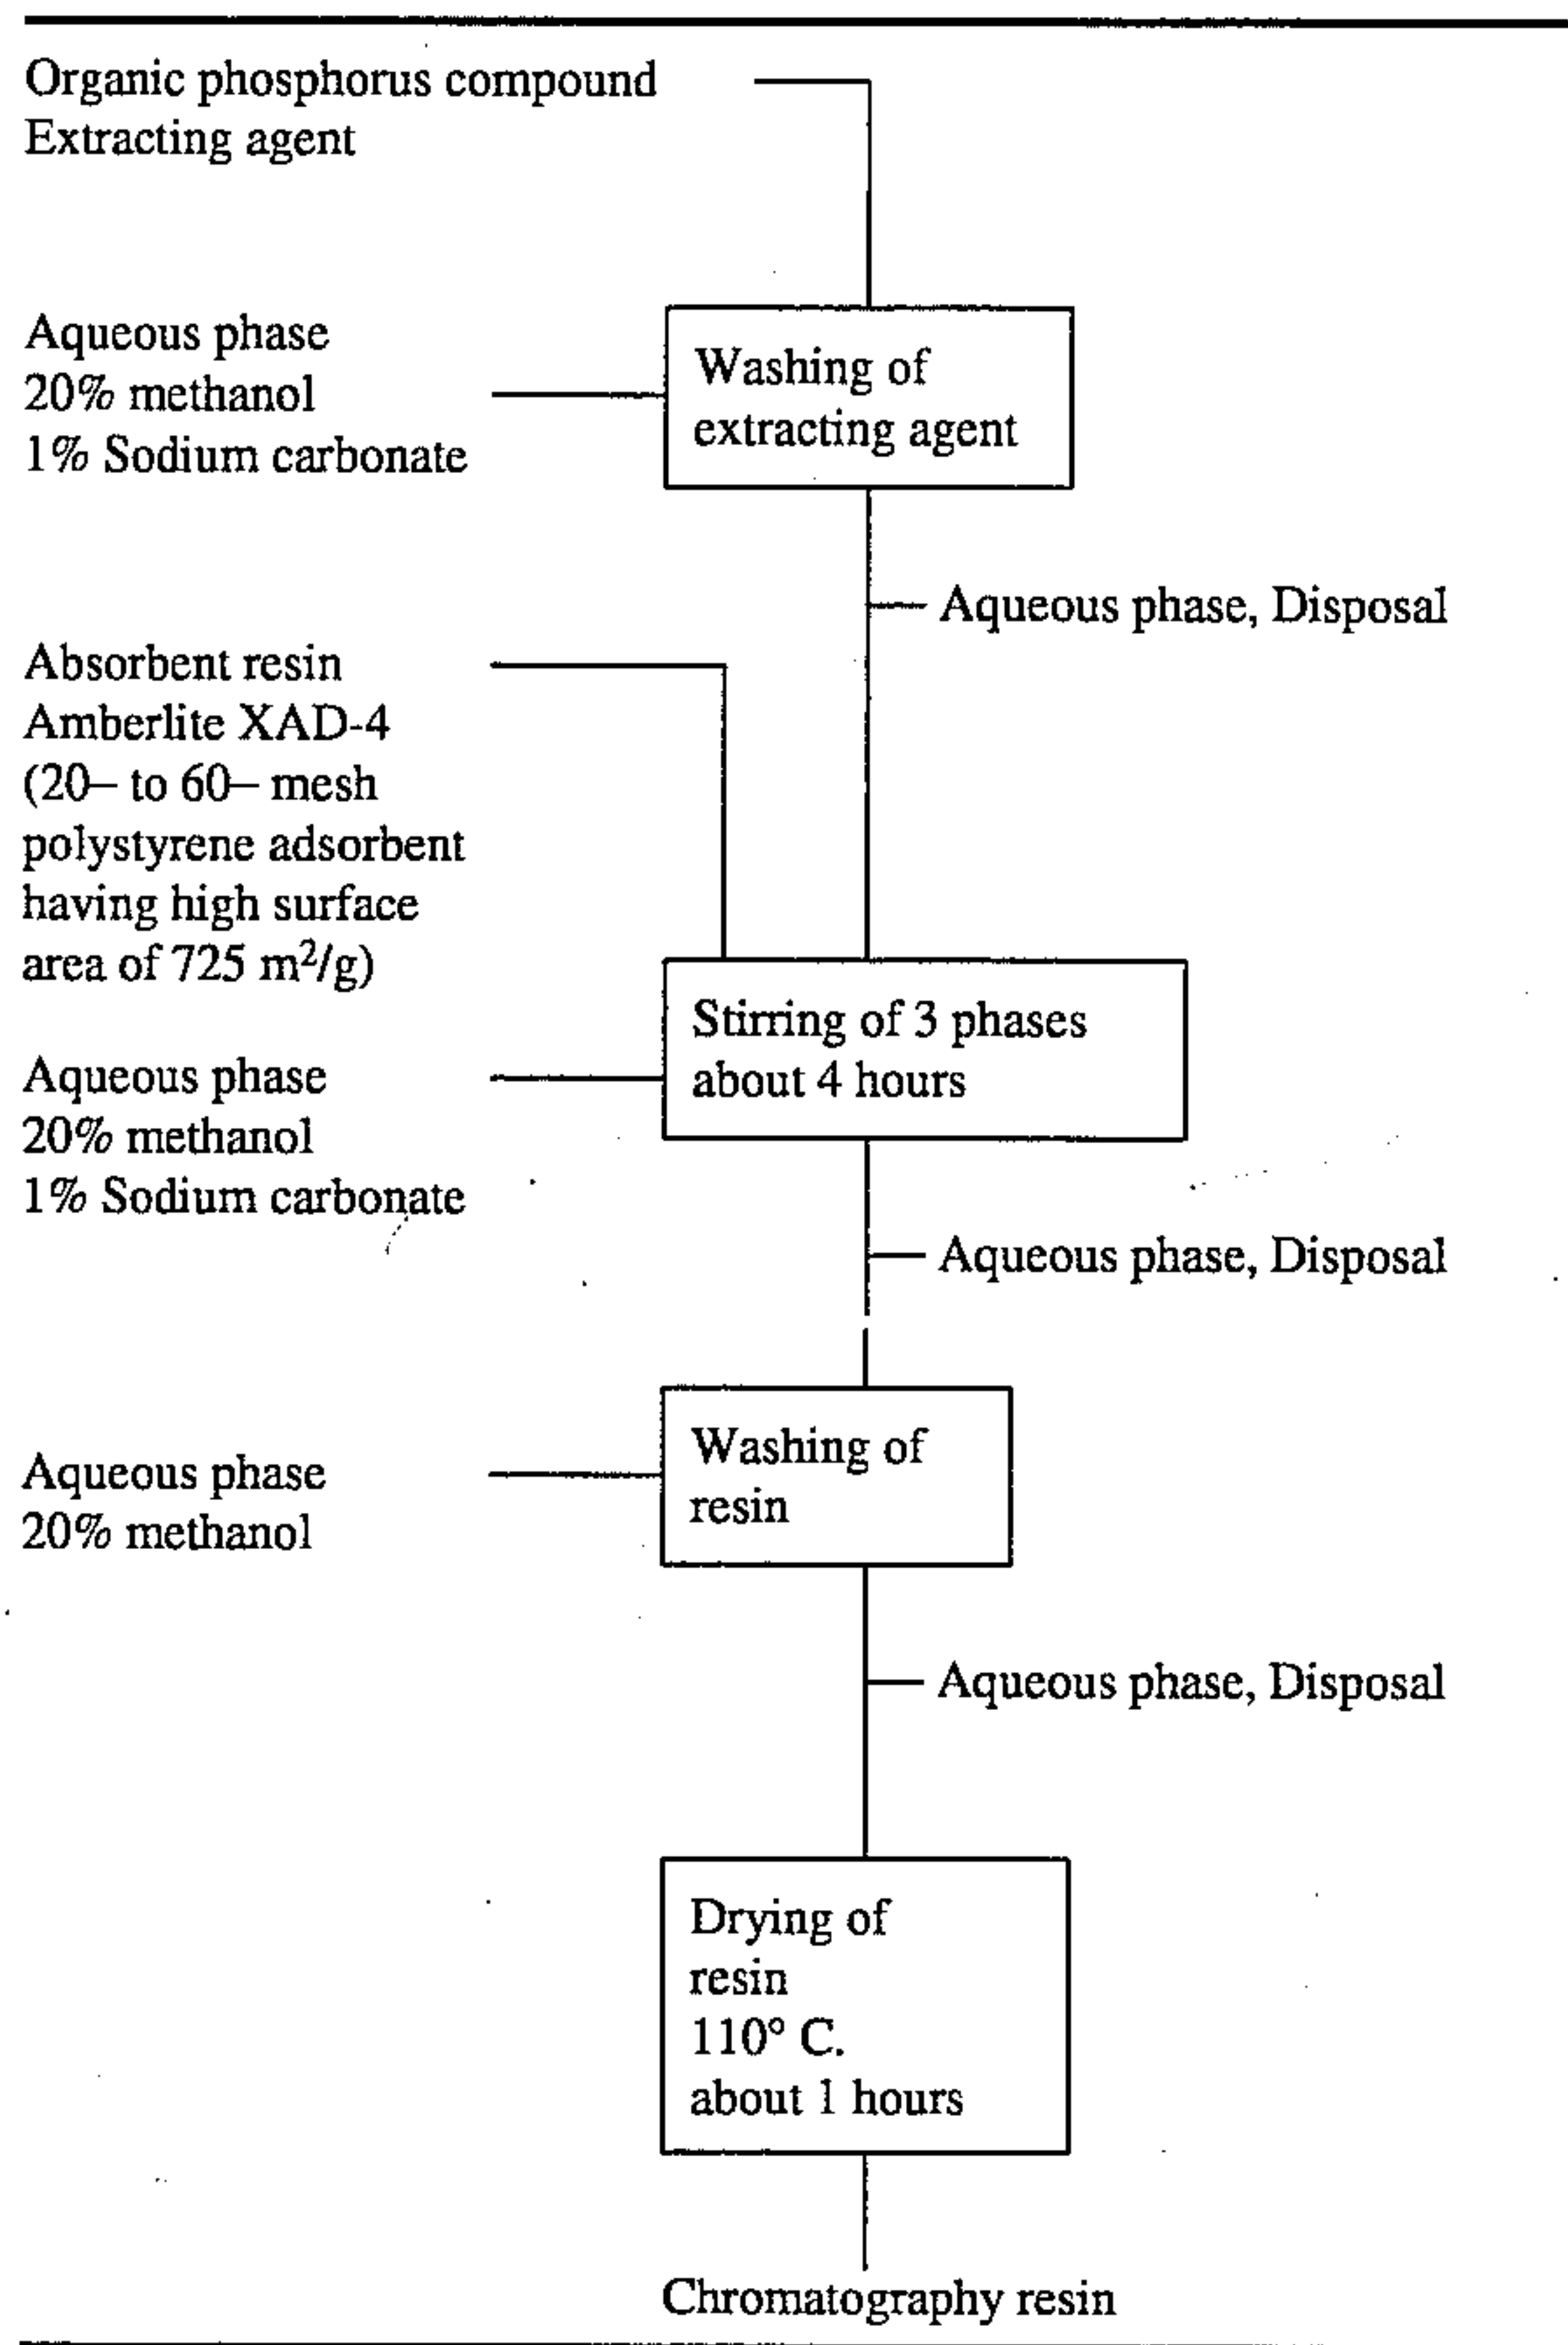 Organic phosphorus compound
Extracting agent
Aqueous phase
20% methanol
1% Sodium carbonate
Washing of
extracting agent
Aqueous phase, Disposal
Absorbent resin
Amberlite XAD-4
(20– to 60– mesh
polystyrene adsorbent
having high surface
area of 725 m²/g)
Stirring of 3 phases
about 4 hours
Aqueous phase
20% methanol
1% Sodium carbonate
Aqueous phase, Disposal
Washing of
resin
Aqueous phase
20% methanol
Aqueous phase, Disposal
Drying of
resin
110° C.
about 1 hours
Chromatography resin